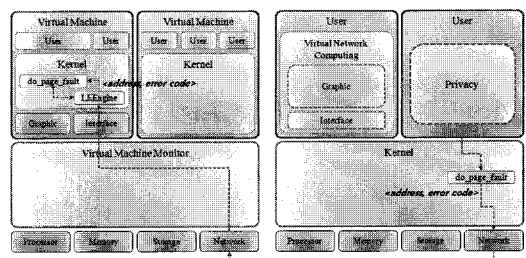 Virtual Machine
User
User
Kernel
do_page_fault
<address, error code>
Graphic
Interface
Virtual Machine
User
User
User
Kernel
Virtual Machine Monitor
Processor
Memory
Storage
Network
User
Virtual Network
Computing
Graphic
Interface
User
Privacy
Kernel
do_page_fault
<address, error code>
Processor
Memory
Storage
Network